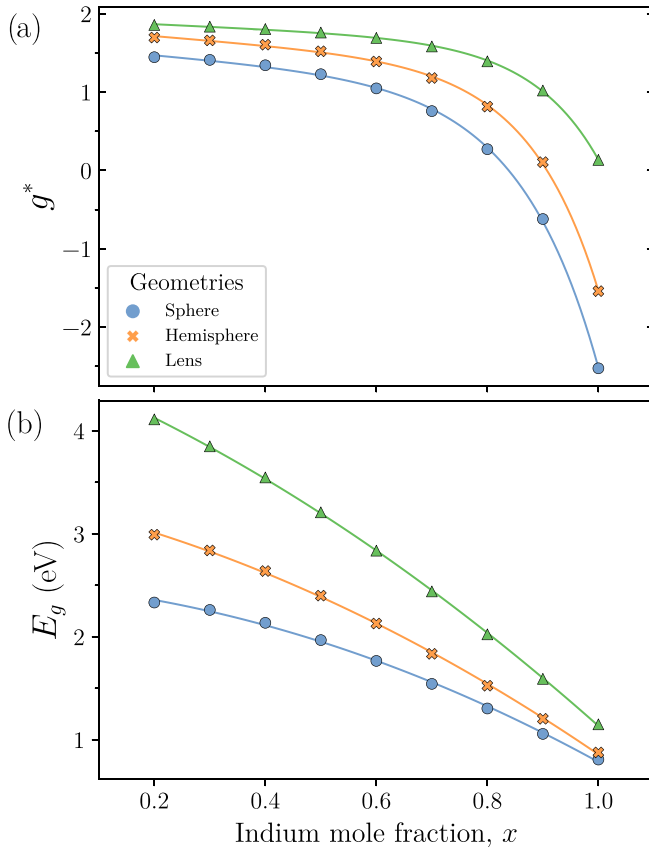 (a)
2
1
0
−1
−2
g*
Geometries
Sphere
Hemisphere
Lens
(b)
4
3
2
1
E_g (eV)
0.2 0.4 0.6 0.8 1.0
Indium mole fraction, x